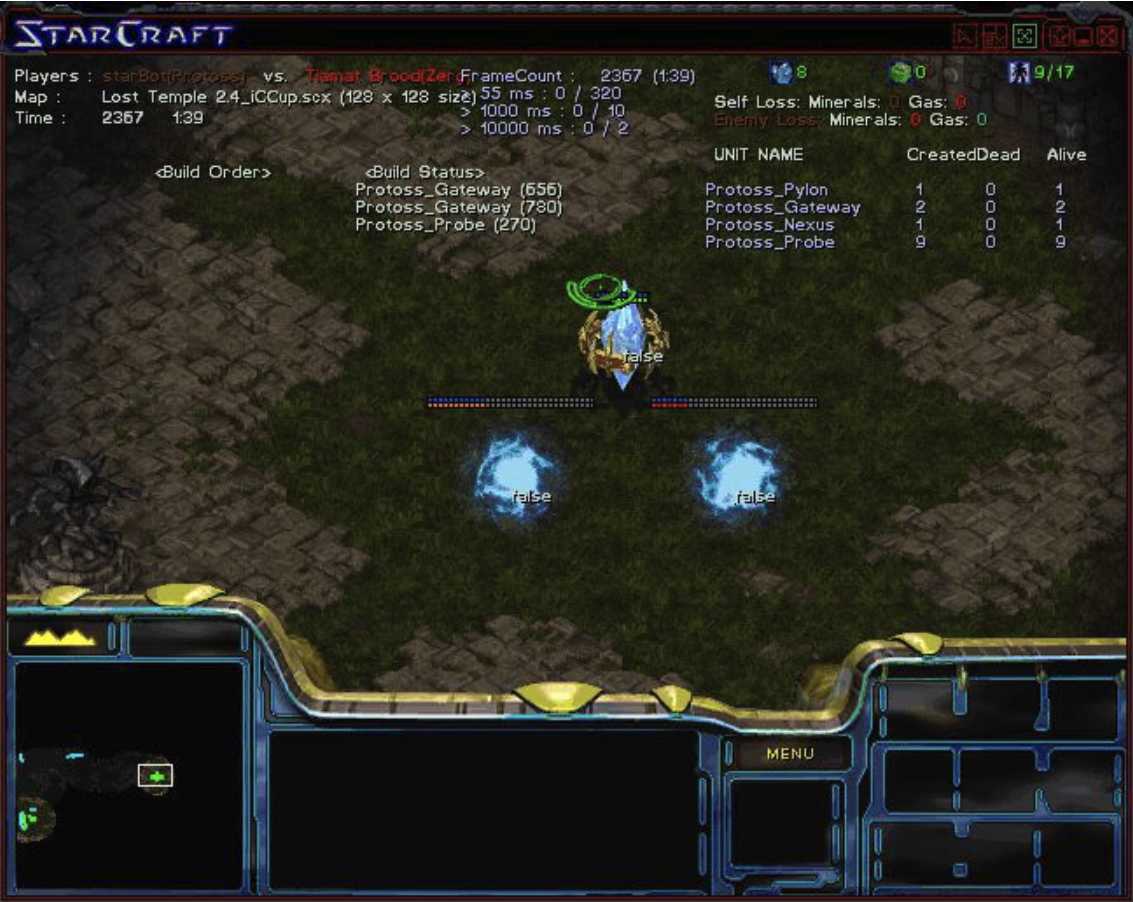 STARCRAFT
Players : starBot(Protoss) vs. Tiamat Brood(Zerg FrameCount : 2367 (1:39) 8 0 9/17
Map : Lost Temple 2.4_iCCup.scx (128 x 128 size) > 55 ms : 0 / 320
Time : 2367 1:39 > 1000 ms : 0 / 10
> 10000 ms : 0 / 2
Self Loss: Minerals: 0 Gas: 0
Enemy Loss: Minerals: 0 Gas: 0
UNIT NAME CreatedDead Alive
<Build Order> <Build Status>
Protoss_Gateway (656)
Protoss_Gateway (780)
Protoss_Probe (270)
Protoss_Pylon 1 0 1
Protoss_Gateway 2 0 2
Protoss_Nexus 1 0 1
Protoss_Probe 9 0 9
false
false
false
MENU